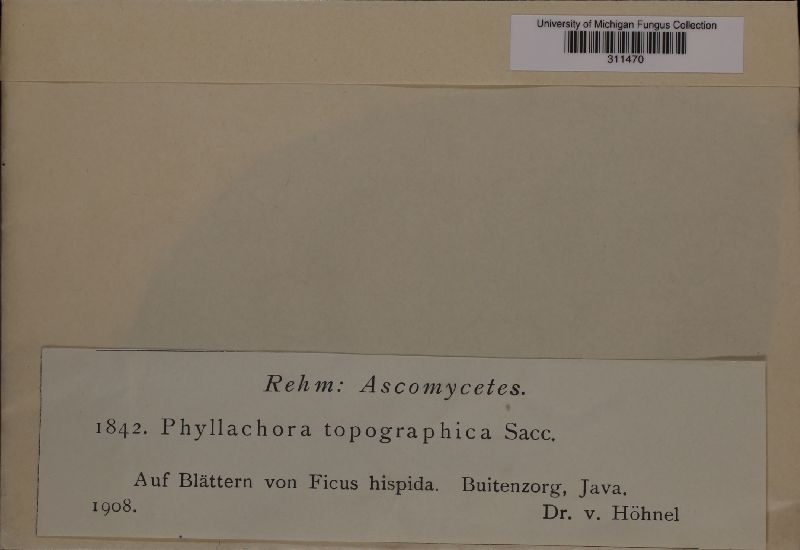 University of Michigan Fungus Collection
311470
Rehm: Ascomycetes.
1842. Phyllachora topographica Sacc.
Auf Blättern von Ficus hispida. Buitenzorg, Java.
1908. Dr. v. Höhnel